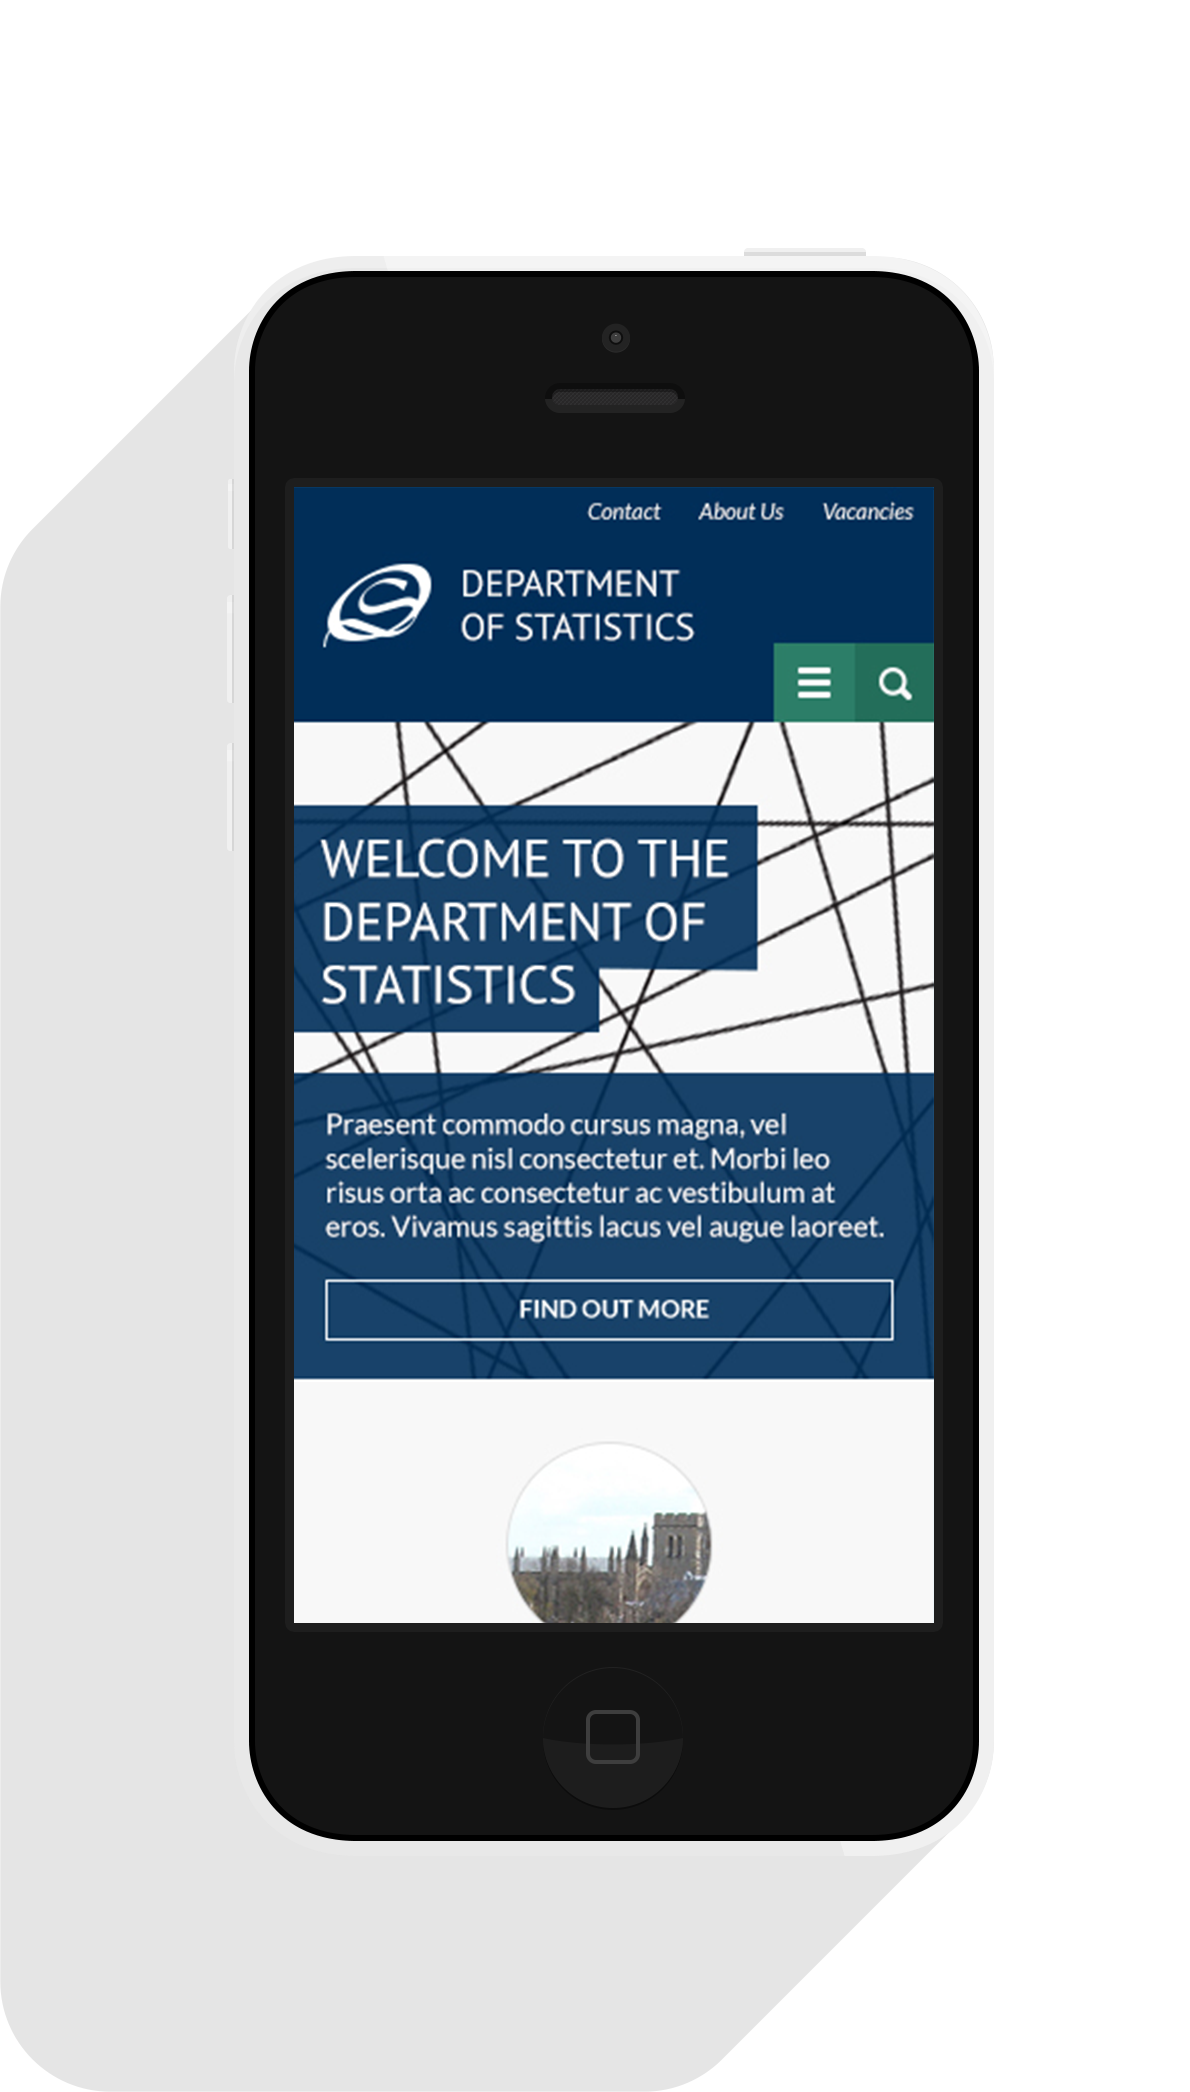 Contact About Us Vacancies
DEPARTMENT
OF STATISTICS
WELCOME TO THE
DEPARTMENT OF
STATISTICS
Praesent commodo cursus magna, vel
scelerisque nisl consectetur et. Morbi leo
risus orta ac consectetur ac vestibulum at
eros. Vivamus sagittis lacus vel augue laoreet.
FIND OUT MORE